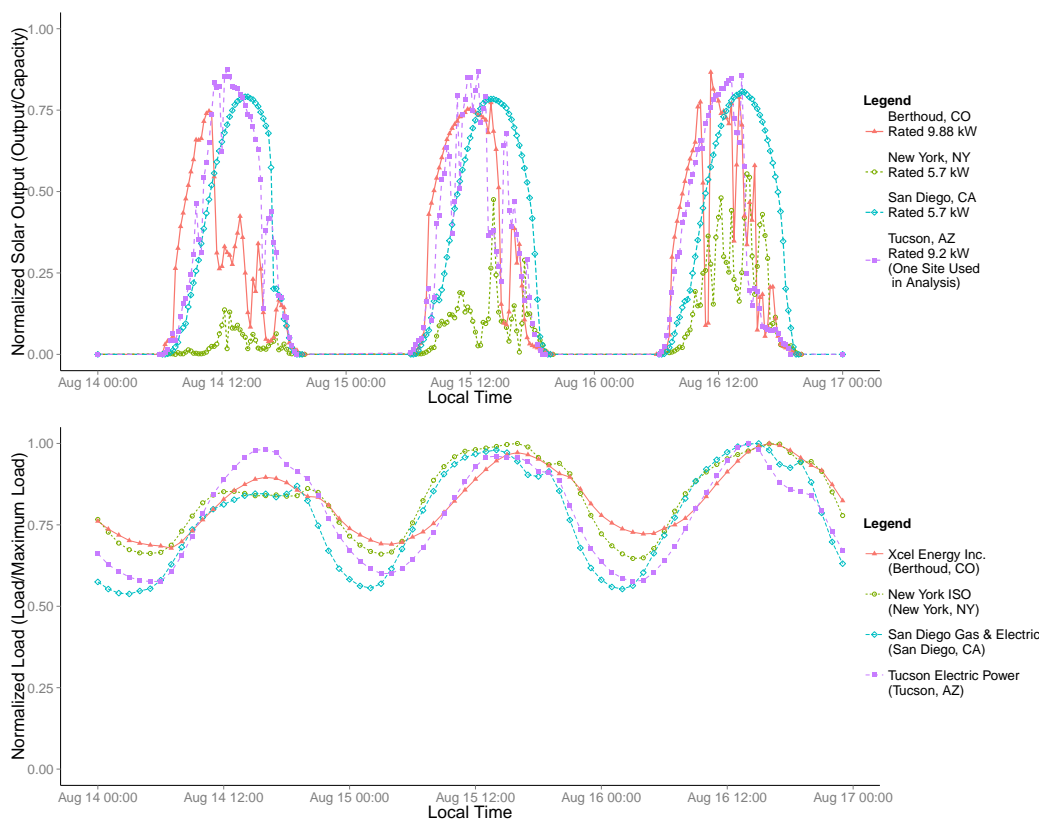 Normalized Solar Output (Output/Capacity)
1.00
0.75
0.50
0.25
0.00
Aug 14 00:00
Aug 14 12:00
Aug 15 00:00
Aug 15 12:00
Aug 16 00:00
Aug 16 12:00
Aug 17 00:00
Local Time
Legend
Berthoud, CO
Rated 9.88 kW
New York, NY
Rated 5.7 kW
San Diego, CA
Rated 5.7 kW
Tucson, AZ
Rated 9.2 kW
(One Site Used
in Analysis)
Normalized Load (Load/Maximum Load)
1.00
0.75
0.50
0.25
0.00
Aug 14 00:00
Aug 14 12:00
Aug 15 00:00
Aug 15 12:00
Aug 16 00:00
Aug 16 12:00
Aug 17 00:00
Local Time
Legend
Xcel Energy Inc.
(Berthoud, CO)
New York ISO
(New York, NY)
San Diego Gas & Electric
(San Diego, CA)
Tucson Electric Power
(Tucson, AZ)